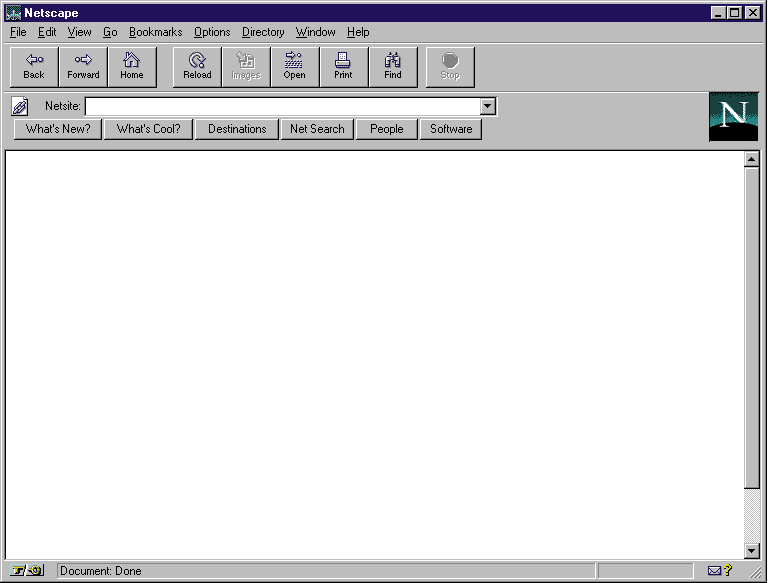 Netscape
File Edit View Go Bookmarks Options Directory Window Help
Back Forward Home Reload Images Open Print Find Stop
Netsite:
N
What's New? What's Cool? Destinations Net Search People Software
Document: Done
?